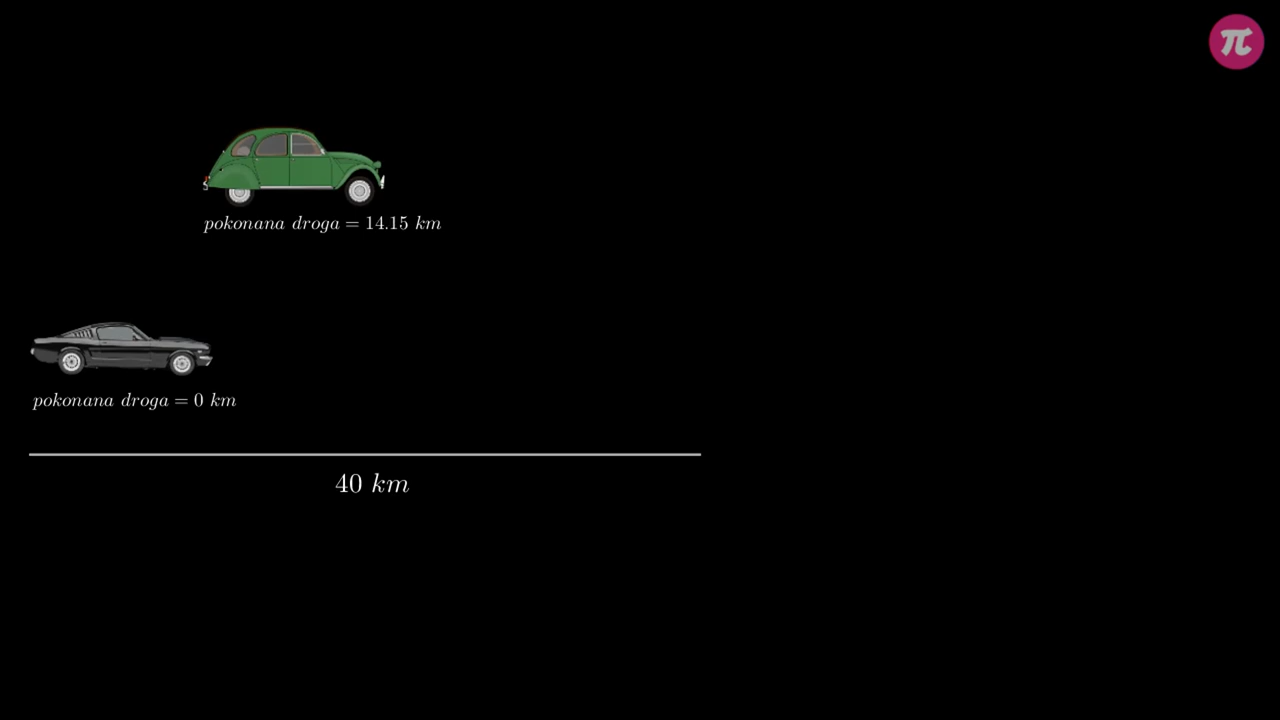 π
pokonana droga = 14.15 km
pokonana droga = 0 km
40 km